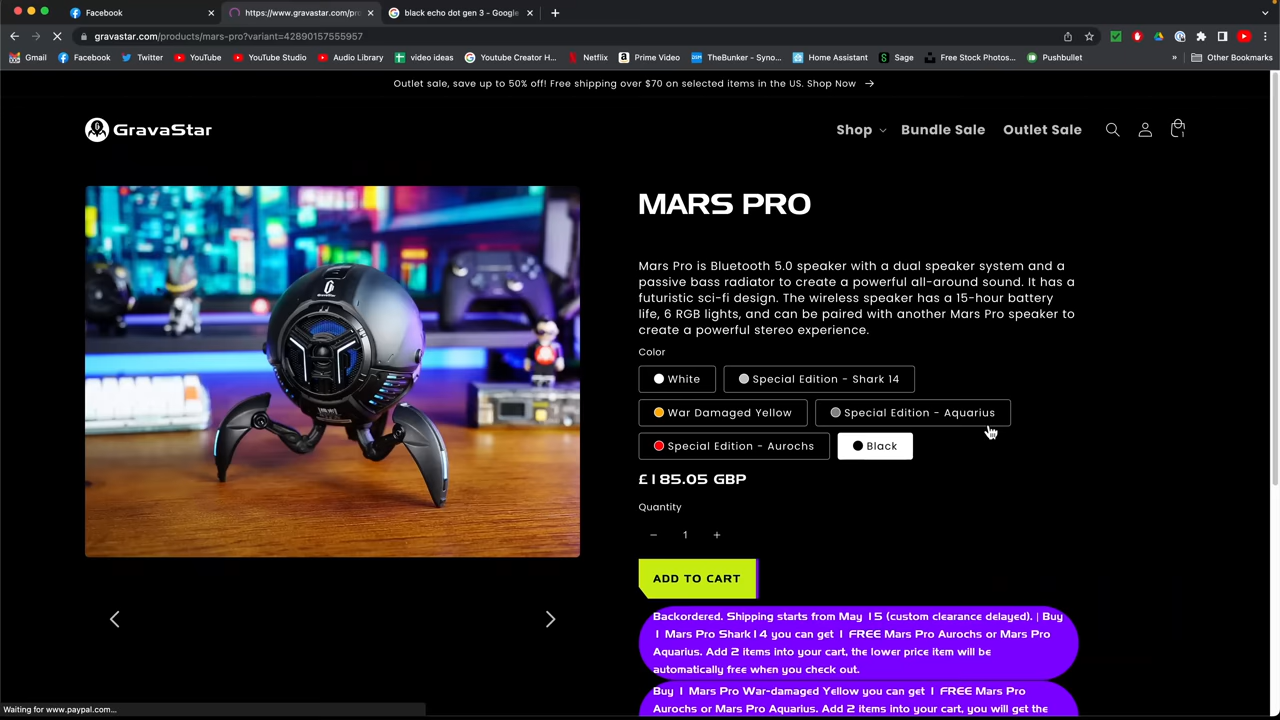 Facebook
https://www.gravastar.com/pro
black echo dot gen 3 - Google
gravastar.com/products/mars-pro?variant=42890157555957
Gmail
Facebook
Twitter
YouTube
YouTube Studio
Audio Library
video ideas
Youtube Creator H...
Netflix
Prime Video
TheBunker - Syno...
Home Assistant
Sage
Free Stock Photos...
Pushbullet
»
Other Bookmarks
Outlet sale, save up to 50% off! Free shipping over $70 on selected items in the US. Shop Now →
GravaStar
Shop
Bundle Sale
Outlet Sale
1
MARS PRO
Mars Pro is Bluetooth 5.0 speaker with a dual speaker system and a
passive bass radiator to create a powerful all-around sound. It has a
futuristic sci-fi design. The wireless speaker has a 15-hour battery
life, 6 RGB lights, and can be paired with another Mars Pro speaker to
create a powerful stereo experience.
Color
White
Special Edition - Shark 14
War Damaged Yellow
Special Edition - Aquarius
Special Edition - Aurochs
Black
£185.05 GBP
Quantity
− 1 +
ADD TO CART
Backordered. Shipping starts from May 15 (custom clearance delayed). | Buy
1 Mars Pro Shark14 you can get 1 FREE Mars Pro Aurochs or Mars Pro
Aquarius. Add 2 items into your cart, the lower price item will be
automatically free when you check out.
Buy 1 Mars Pro War-damaged Yellow you can get 1 FREE Mars Pro
Aurochs or Mars Pro Aquarius. Add 2 items into your cart, you will get the
Waiting for www.paypal.com...